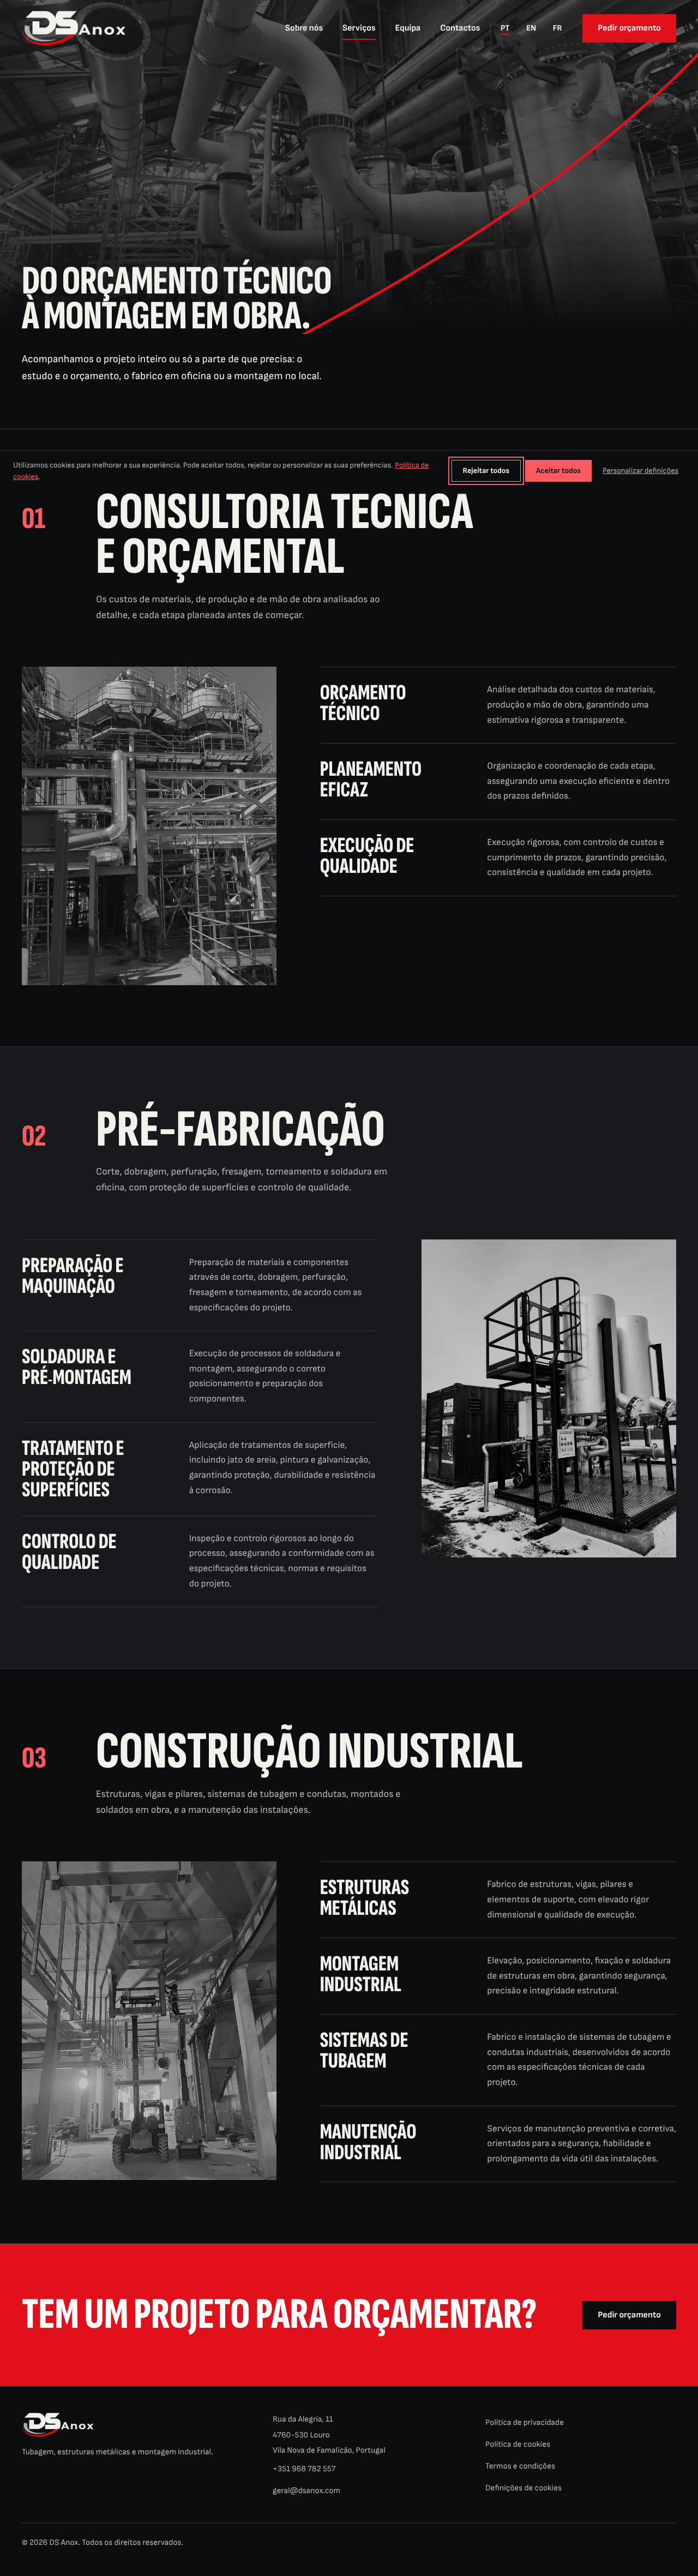 DS Anox
Sobre nós
Serviços
Equipa
Contactos
PT
EN
FR
Pedir orçamento
DO ORÇAMENTO TÉCNICO
À MONTAGEM EM OBRA.
Acompanhamos o projeto inteiro ou só a parte de que precisa: o
estudo e o orçamento, o fabrico em oficina ou a montagem no local.
Utilizamos cookies para melhorar a sua experiência. Pode aceitar todos, rejeitar ou personalizar as suas preferências. Política de
cookies.
Rejeitar todos
Aceitar todos
Personalizar definições
01
CONSULTORIA TECNICA
E ORÇAMENTAL
Os custos de materiais, de produção e de mão de obra analisados ao
detalhe, e cada etapa planeada antes de começar.
ORÇAMENTO
TÉCNICO
Análise detalhada dos custos de materiais,
produção e mão de obra, garantindo uma
estimativa rigorosa e transparente.
PLANEAMENTO
EFICAZ
Organização e coordenação de cada etapa,
assegurando uma execução eficiente e dentro
dos prazos definidos.
EXECUÇÃO DE
QUALIDADE
Execução rigorosa, com controlo de custos e
cumprimento de prazos, garantindo precisão,
consistência e qualidade em cada projeto.
02
PRÉ-FABRICAÇÃO
Corte, dobragem, perfuração, fresagem, torneamento e soldadura em
oficina, com proteção de superfícies e controlo de qualidade.
PREPARAÇÃO E
MAQUINAÇÃO
Preparação de materiais e componentes
através de corte, dobragem, perfuração,
fresagem e torneamento, de acordo com as
especificações do projeto.
SOLDADURA E
PRÉ-MONTAGEM
Execução de processos de soldadura e
montagem, assegurando o correto
posicionamento e preparação dos
componentes.
TRATAMENTO E
PROTEÇÃO DE
SUPERFÍCIES
Aplicação de tratamentos de superfície,
incluindo jato de areia, pintura e galvanização,
garantindo proteção, durabilidade e resistência
à corrosão.
CONTROLO DE
QUALIDADE
Inspeção e controlo rigorosos ao longo do
processo, assegurando a conformidade com as
especificações técnicas, normas e requisitos
do projeto.
03
CONSTRUÇÃO INDUSTRIAL
Estruturas, vigas e pilares, sistemas de tubagem e condutas, montados e
soldados em obra, e a manutenção das instalações.
ESTRUTURAS
METÁLICAS
Fabrico de estruturas, vigas, pilares e
elementos de suporte, com elevado rigor
dimensional e qualidade de execução.
MONTAGEM
INDUSTRIAL
Elevação, posicionamento, fixação e soldadura
de estruturas em obra, garantindo segurança,
precisão e integridade estrutural.
SISTEMAS DE
TUBAGEM
Fabrico e instalação de sistemas de tubagem e
condutas industriais, desenvolvidos de acordo
com as especificações técnicas de cada
projeto.
MANUTENÇÃO
INDUSTRIAL
Serviços de manutenção preventiva e corretiva,
orientados para a segurança, fiabilidade e
prolongamento da vida útil das instalações.
TEM UM PROJETO PARA ORÇAMENTAR?
Pedir orçamento
DS Anox
Tubagem, estruturas metálicas e montagem industrial.
Rua da Alegria, 11
4760-530 Louro
Vila Nova de Famalicão, Portugal
+351 968 782 557
geral@dsanox.com
Política de privacidade
Política de cookies
Termos e condições
Definições de cookies
© 2026 DS Anox. Todos os direitos reservados.